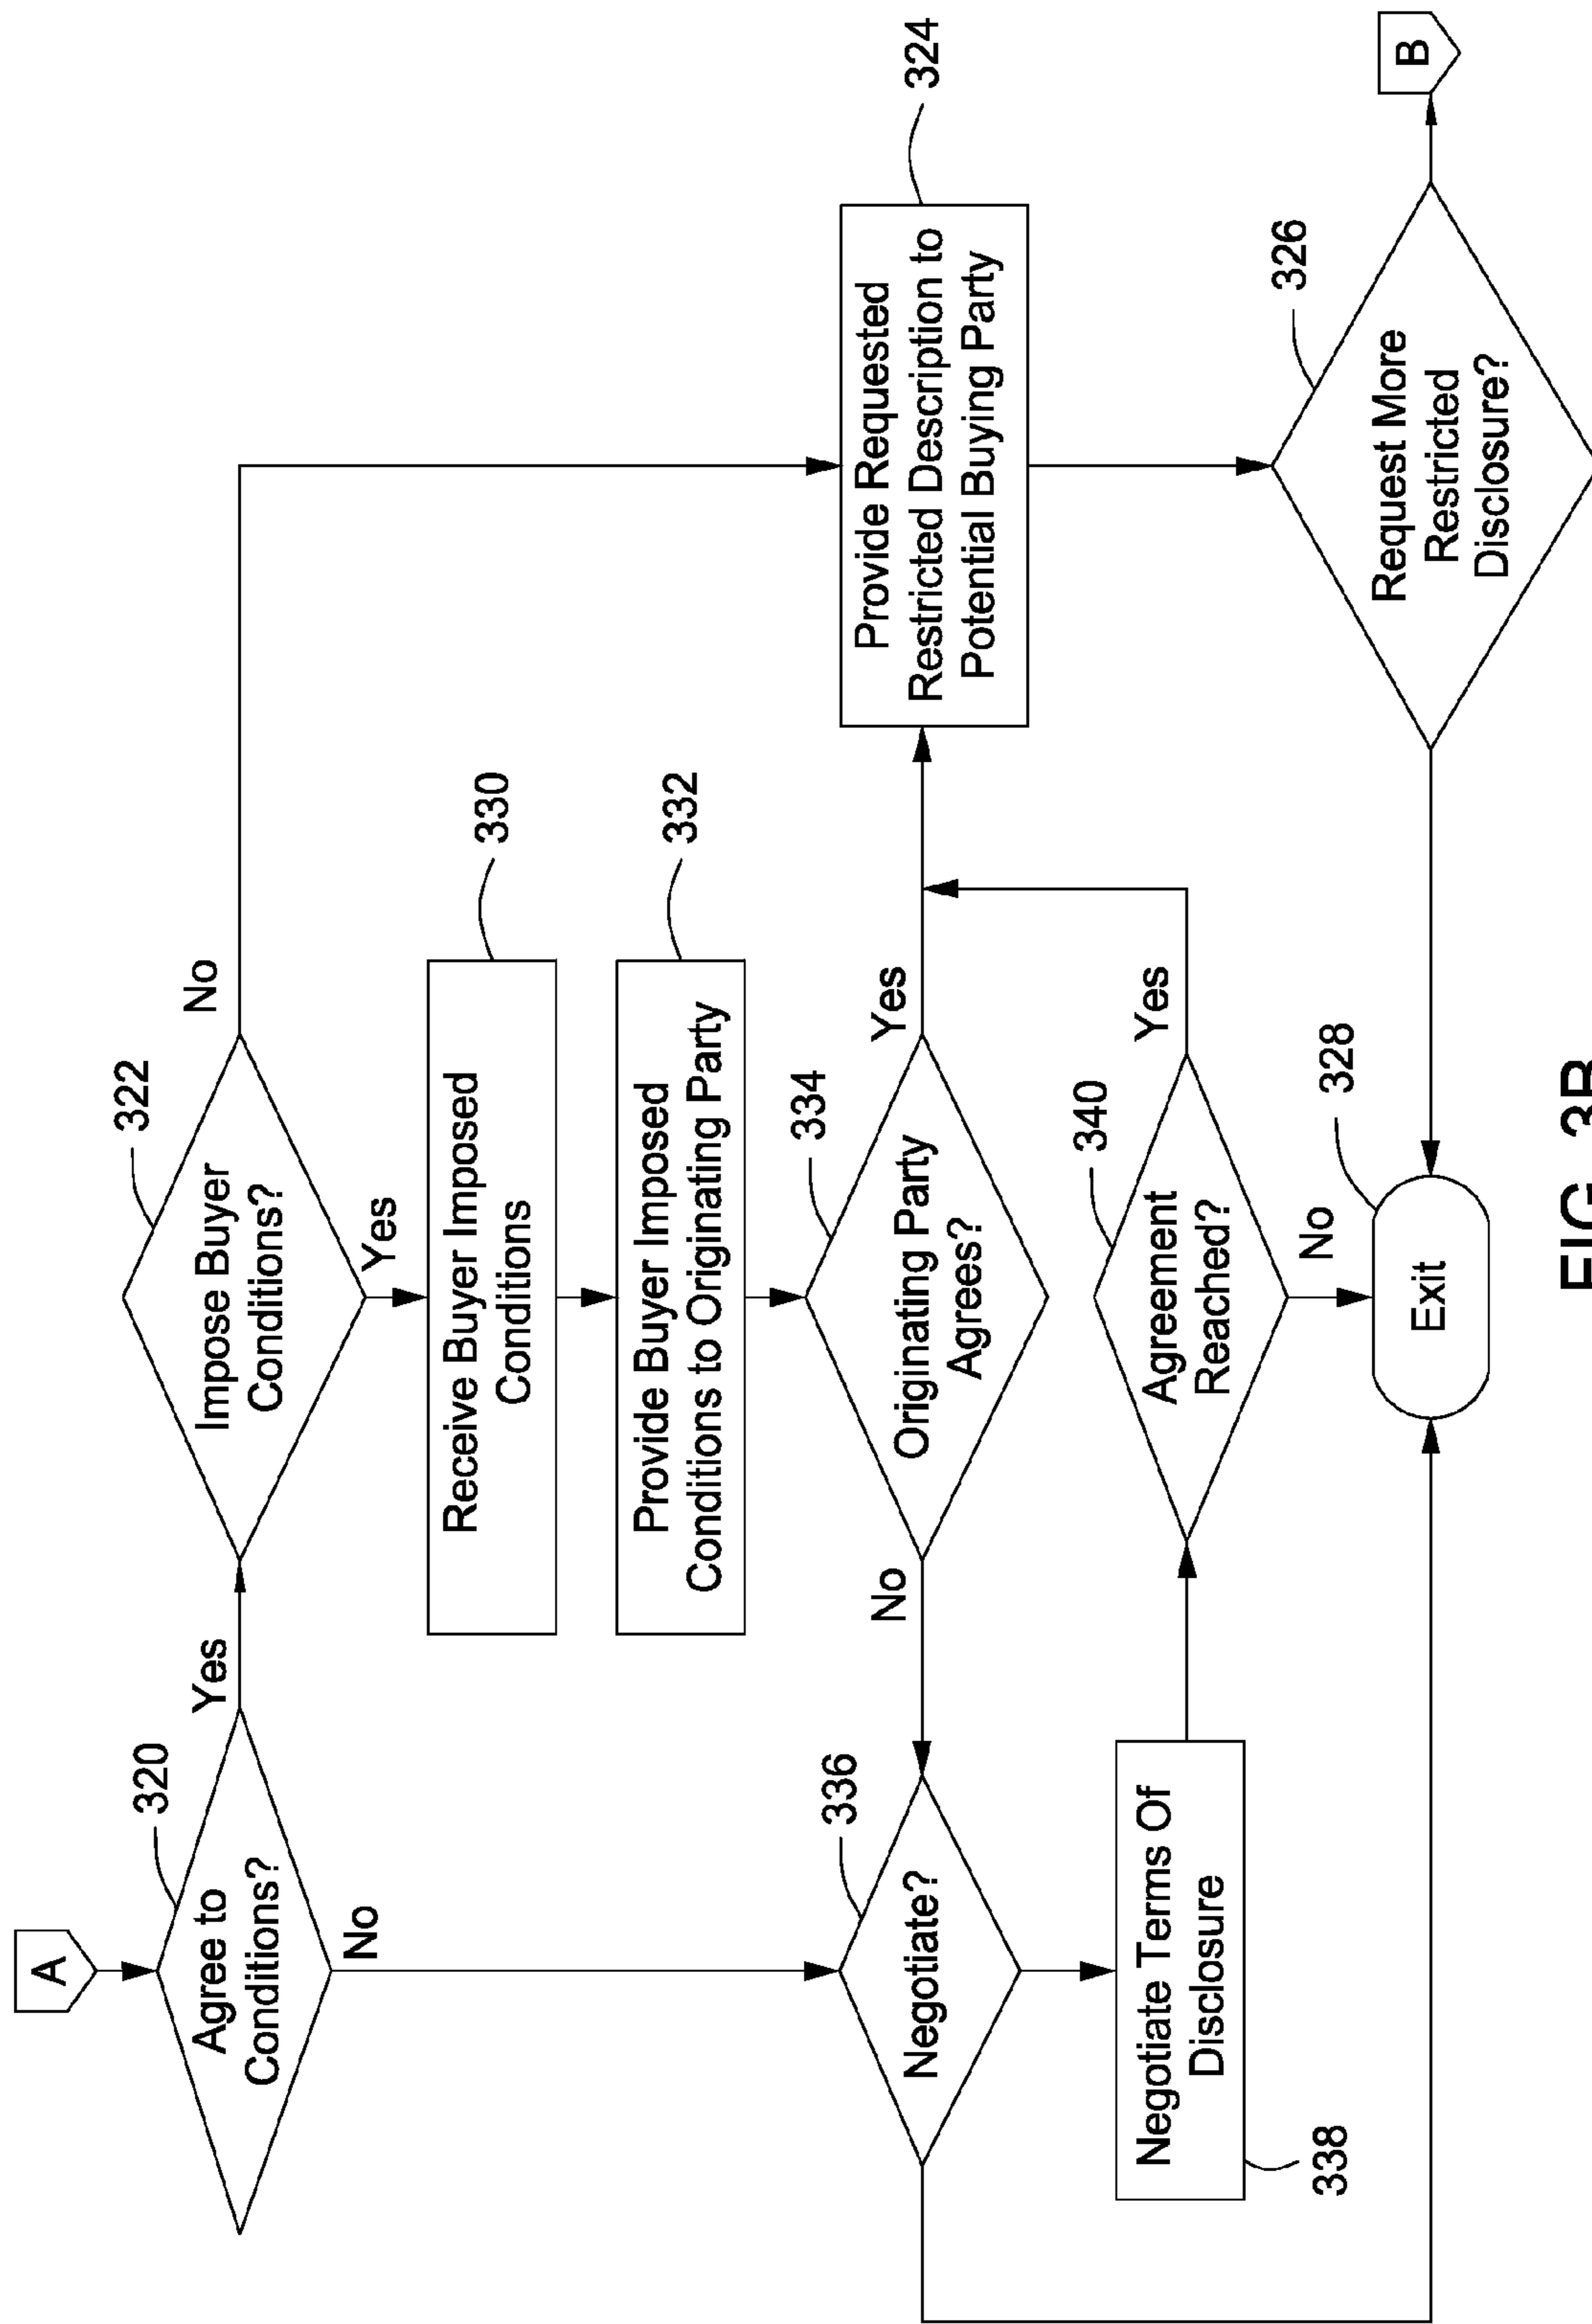 A
320
Agree to
Conditions?
Yes
No
322
Impose Buyer
Conditions?
No
Yes
330
Receive Buyer Imposed
Conditions
332
Provide Buyer Imposed
Conditions to Originating Party
334
Originating Party
Agrees?
Yes
No
324
Provide Requested
Restricted Description to
Potential Buying Party
336
Negotiate?
338
Negotiate Terms Of
Disclosure
340
Agreement
Reached?
Yes
No
328
Exit
326
Request More
Restricted
Disclosure?
B
FIG. 3B